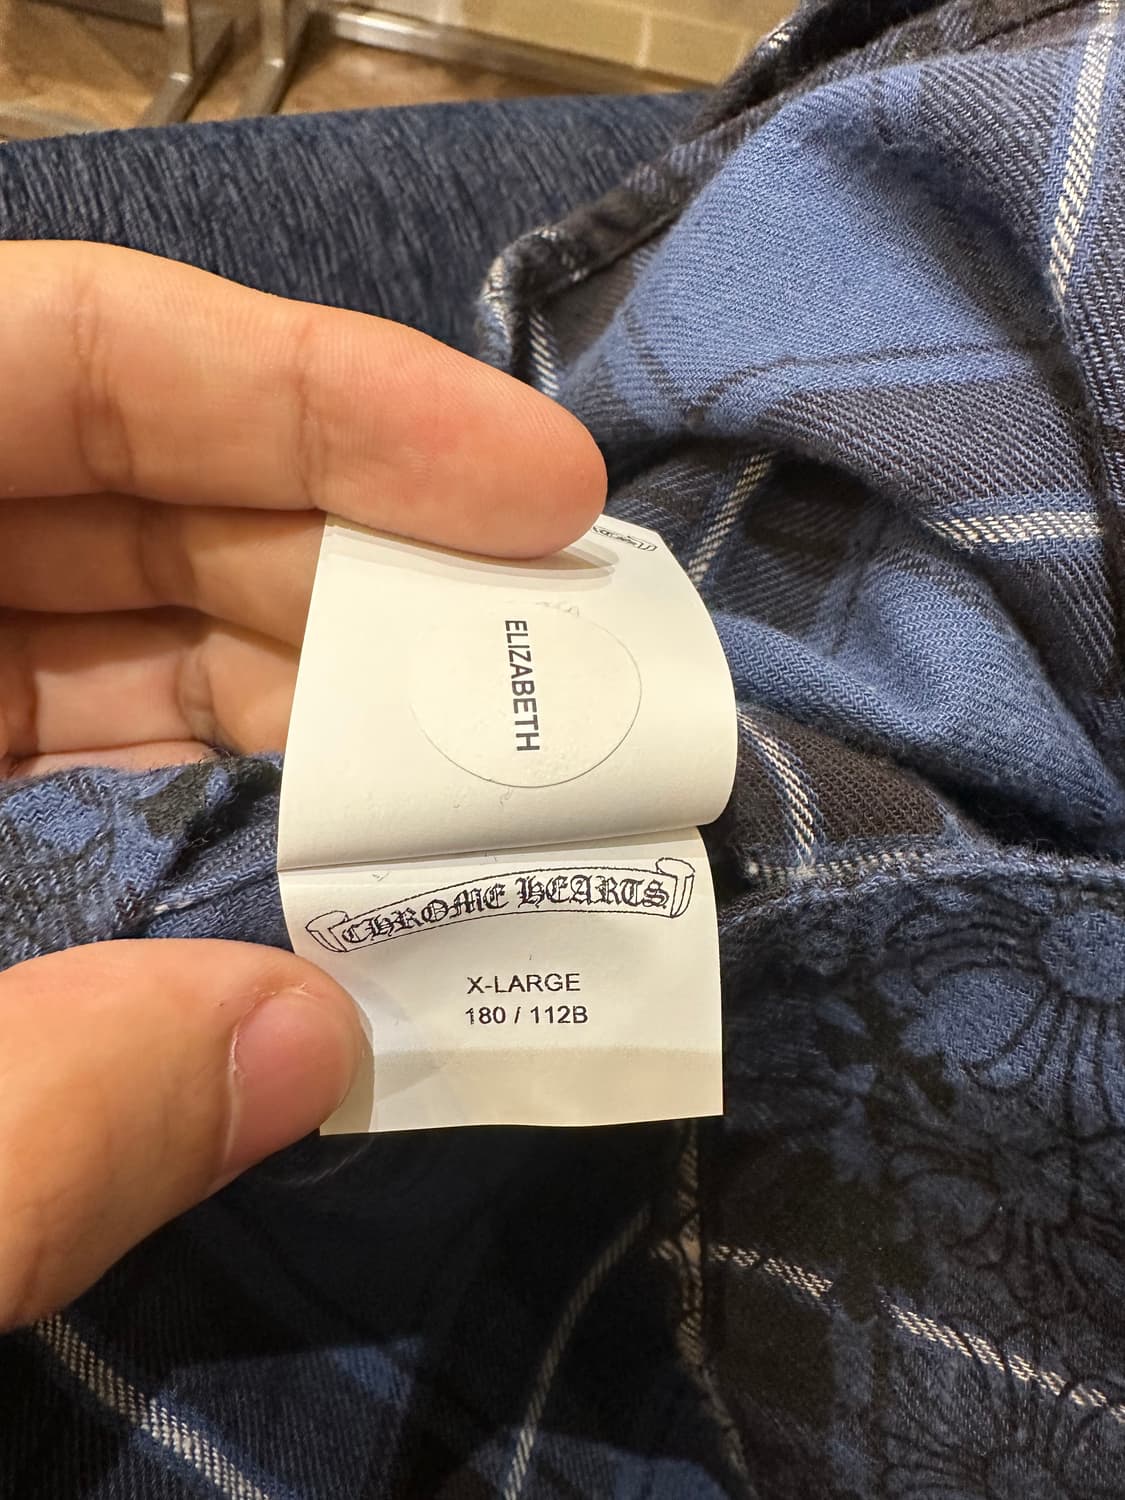 ELIZABETH
CHROME HEARTS
X-LARGE
180 / 112B